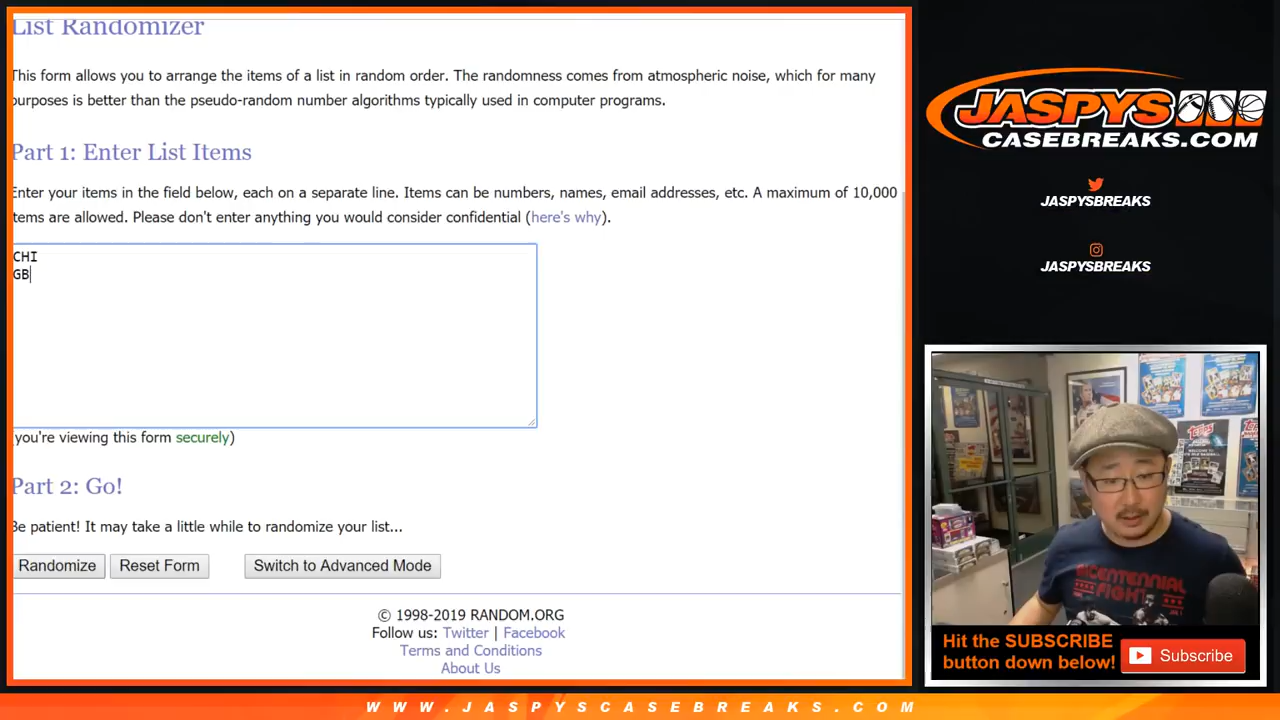 List Randomizer
This form allows you to arrange the items of a list in random order. The randomness comes from atmospheric noise, which for many
purposes is better than the pseudo-random number algorithms typically used in computer programs.
Part 1: Enter List Items
Enter your items in the field below, each on a separate line. Items can be numbers, names, email addresses, etc. A maximum of 10,000
items are allowed. Please don't enter anything you would consider confidential (here's why).
CHI
GB
you're viewing this form securely)
Part 2: Go!
Be patient! It may take a little while to randomize your list...
Randomize
Reset Form
Switch to Advanced Mode
© 1998-2019 RANDOM.ORG
Follow us: Twitter | Facebook
Terms and Conditions
About Us
JASPYS
CASEBREAKS.COM
JASPYSBREAKS
JASPYSBREAKS
BICENTENNIAL
FIGHT
Hit the SUBSCRIBE
button down below!
Subscribe
WWW.JASPYSCASEBREAKS.COM